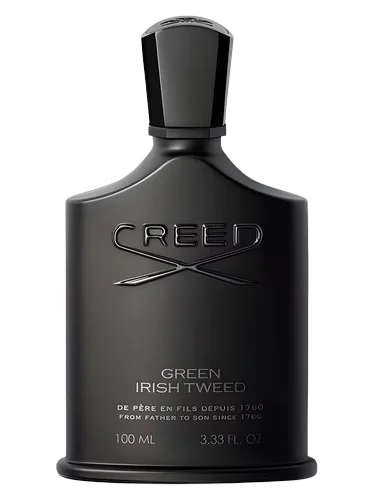 CREED
GREEN
IRISH TWEED
DE PÈRE EN FILS DEPUIS 1760
FROM FATHER TO SON SINCE 1760
100 ML 3.33 FL. OZ